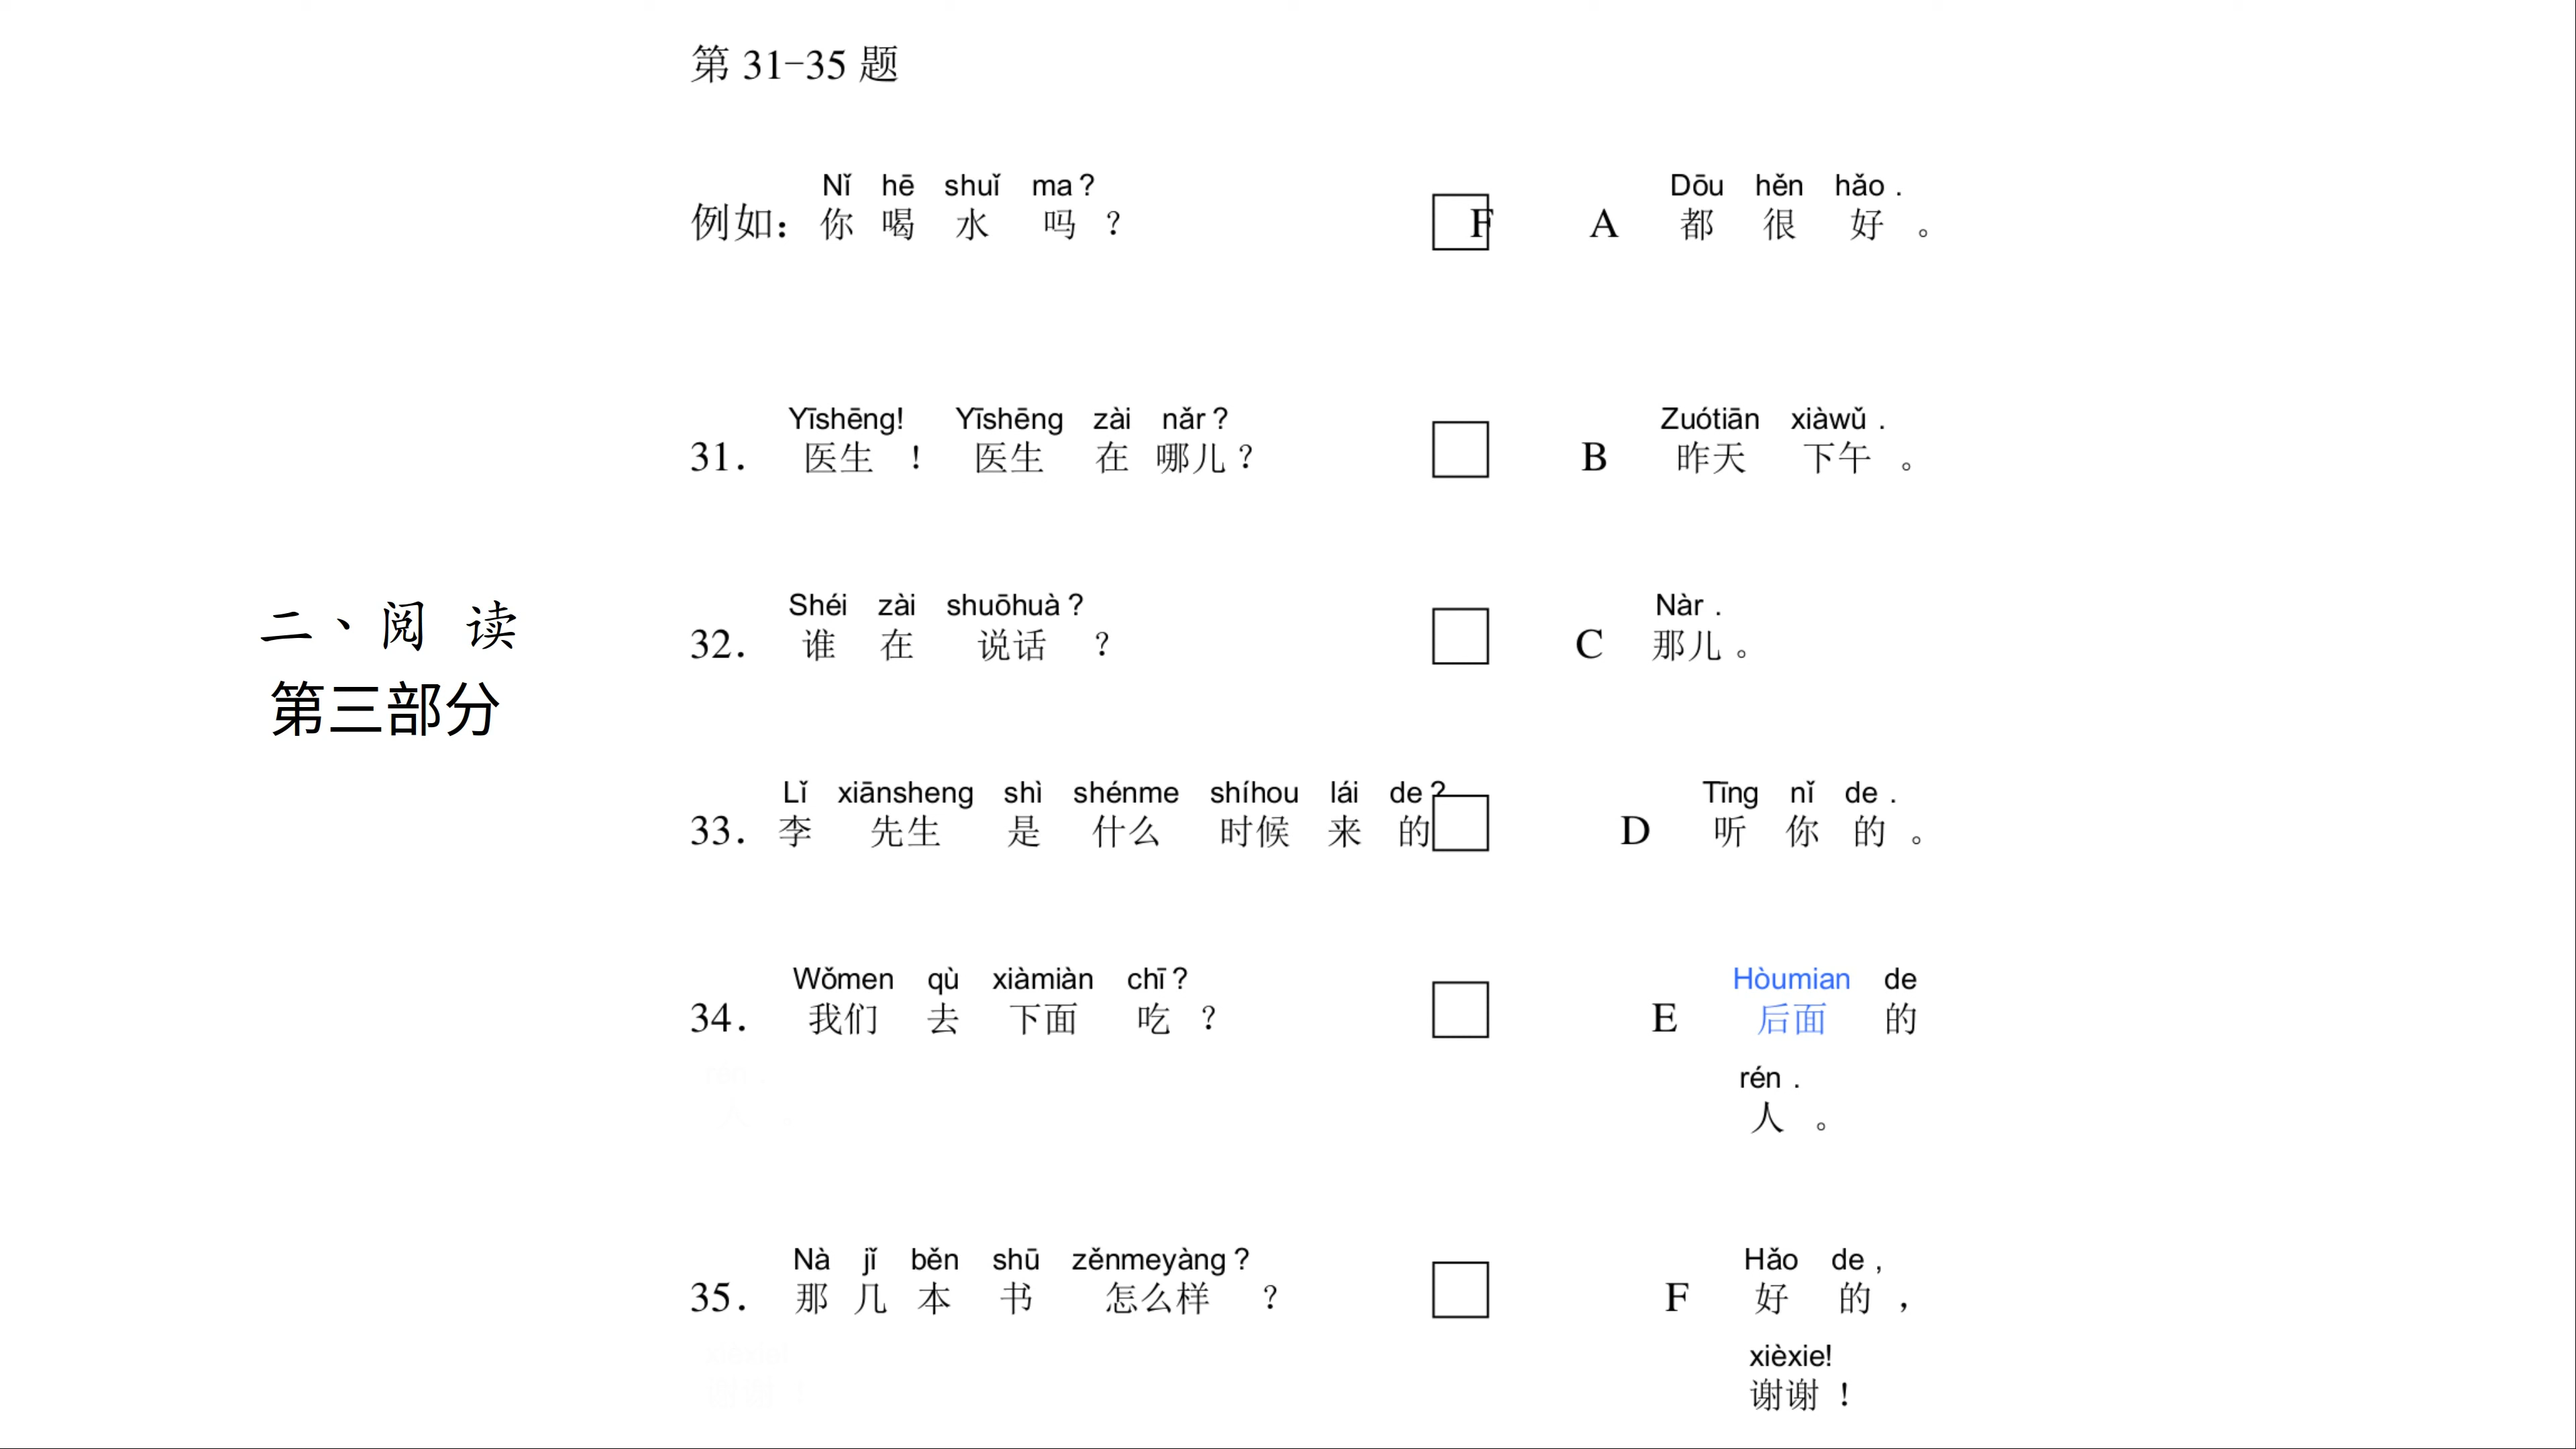 第 31-35 题
Nǐ hē shuǐ ma?
例如：你 喝 水 吗 ？
F
Dōu hěn hǎo .
A 都 很 好 。
Yīshēng! Yīshēng zài nǎr?
31. 医生 ！ 医生 在 哪儿？
Zuótiān xiàwǔ .
B 昨天 下午 。
二、阅 读
第三部分
Shéi zài shuōhuà?
32. 谁 在 说话 ？
Nàr .
C 那儿。
Lǐ xiānsheng shì shénme shíhou lái de?
33. 李 先生 是 什么 时候 来 的
Tīng nǐ de .
D 听 你 的 。
Wǒmen qù xiàmiàn chī?
34. 我们 去 下面 吃 ？
Hòumian de
E 后面 的
rén .
人 。
Nà jǐ běn shū zěnmeyàng?
35. 那 几 本 书 怎么样 ？
Hǎo de ,
F 好 的 ，
xièxie!
谢谢 ！